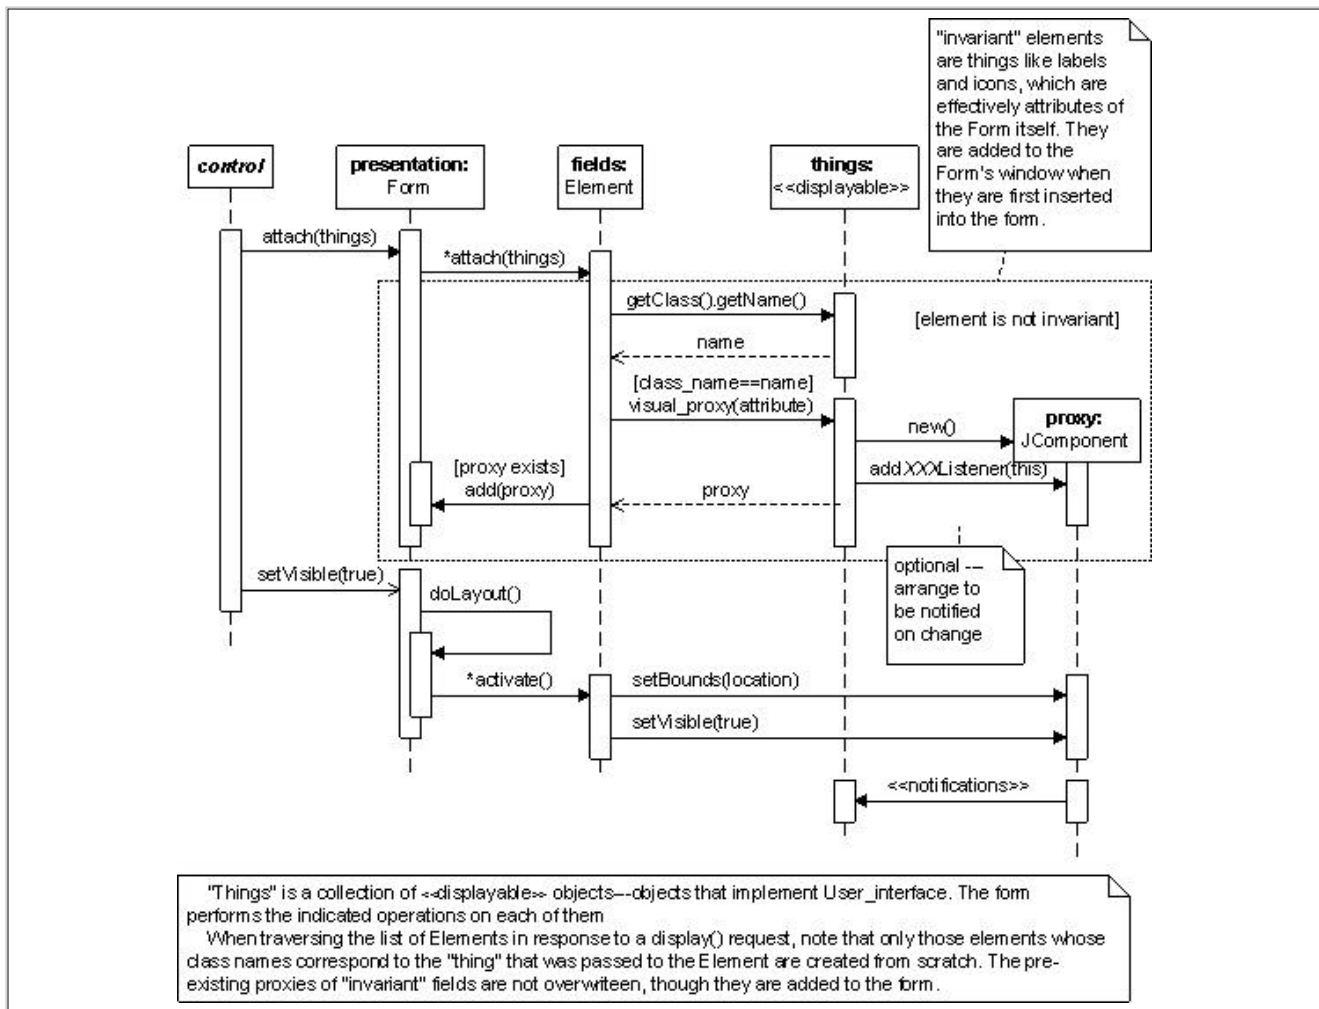 "invariant" elements
are things like labels
and icons, which are
effectively attributes of
the Form itself. They
are added to the
Form's window when
they are first inserted
into the form.
control
presentation:
Form
fields:
Element
things:
<<displayable>>
attach(things)
*attach(things)
getClass().getName()
[element is not invariant]
name
[class_name==name]
visual_proxy(attribute)
new()
proxy:
JComponent
[proxy exists]
add(proxy)
proxy
addXXXListener(this)
setVisible(true)
doLayout()
optional ---
arrange to
be notified
on change
*activate()
setBounds(location)
setVisible(true)
<<notifications>>
"Things" is a collection of <<displayable>> objects---objects that implement User_interface. The form
performs the indicated operations on each of them
When traversing the list of Elements in response to a display() request, note that only those elements whose
class names correspond to the "thing" that was passed to the Element are created from scratch. The pre-
existing proxies of "invariant" fields are not overwriteen, though they are added to the form.